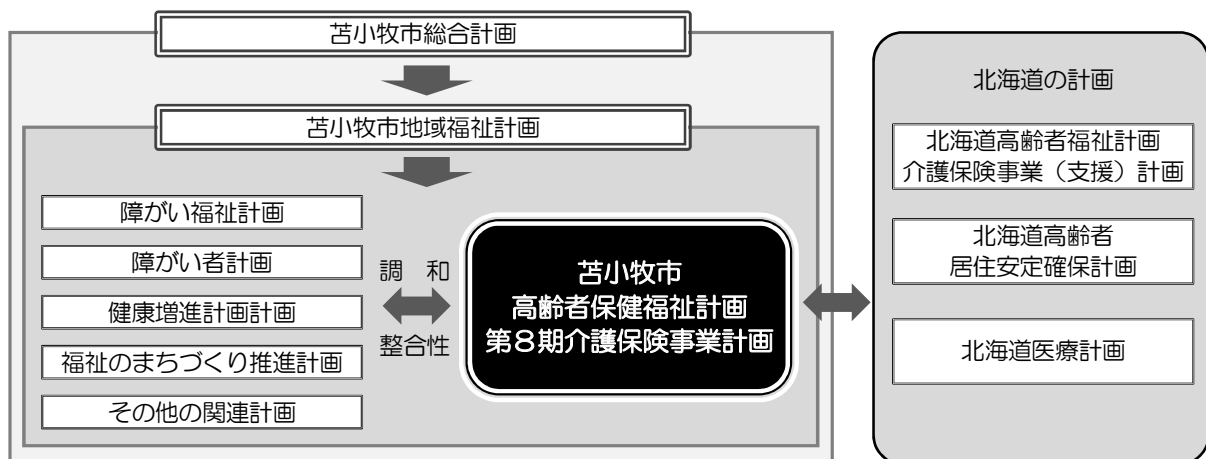 苫小牧市総合計画
苫小牧市地域福祉計画
障がい福祉計画
障がい者計画
健康増進計画計画
福祉のまちづくり推進計画
その他の関連計画
調 和
整合性
苫小牧市
高齢者保健福祉計画
第8期介護保険事業計画
北海道の計画
北海道高齢者福祉計画
介護保険事業（支援）計画
北海道高齢者
居住安定確保計画
北海道医療計画